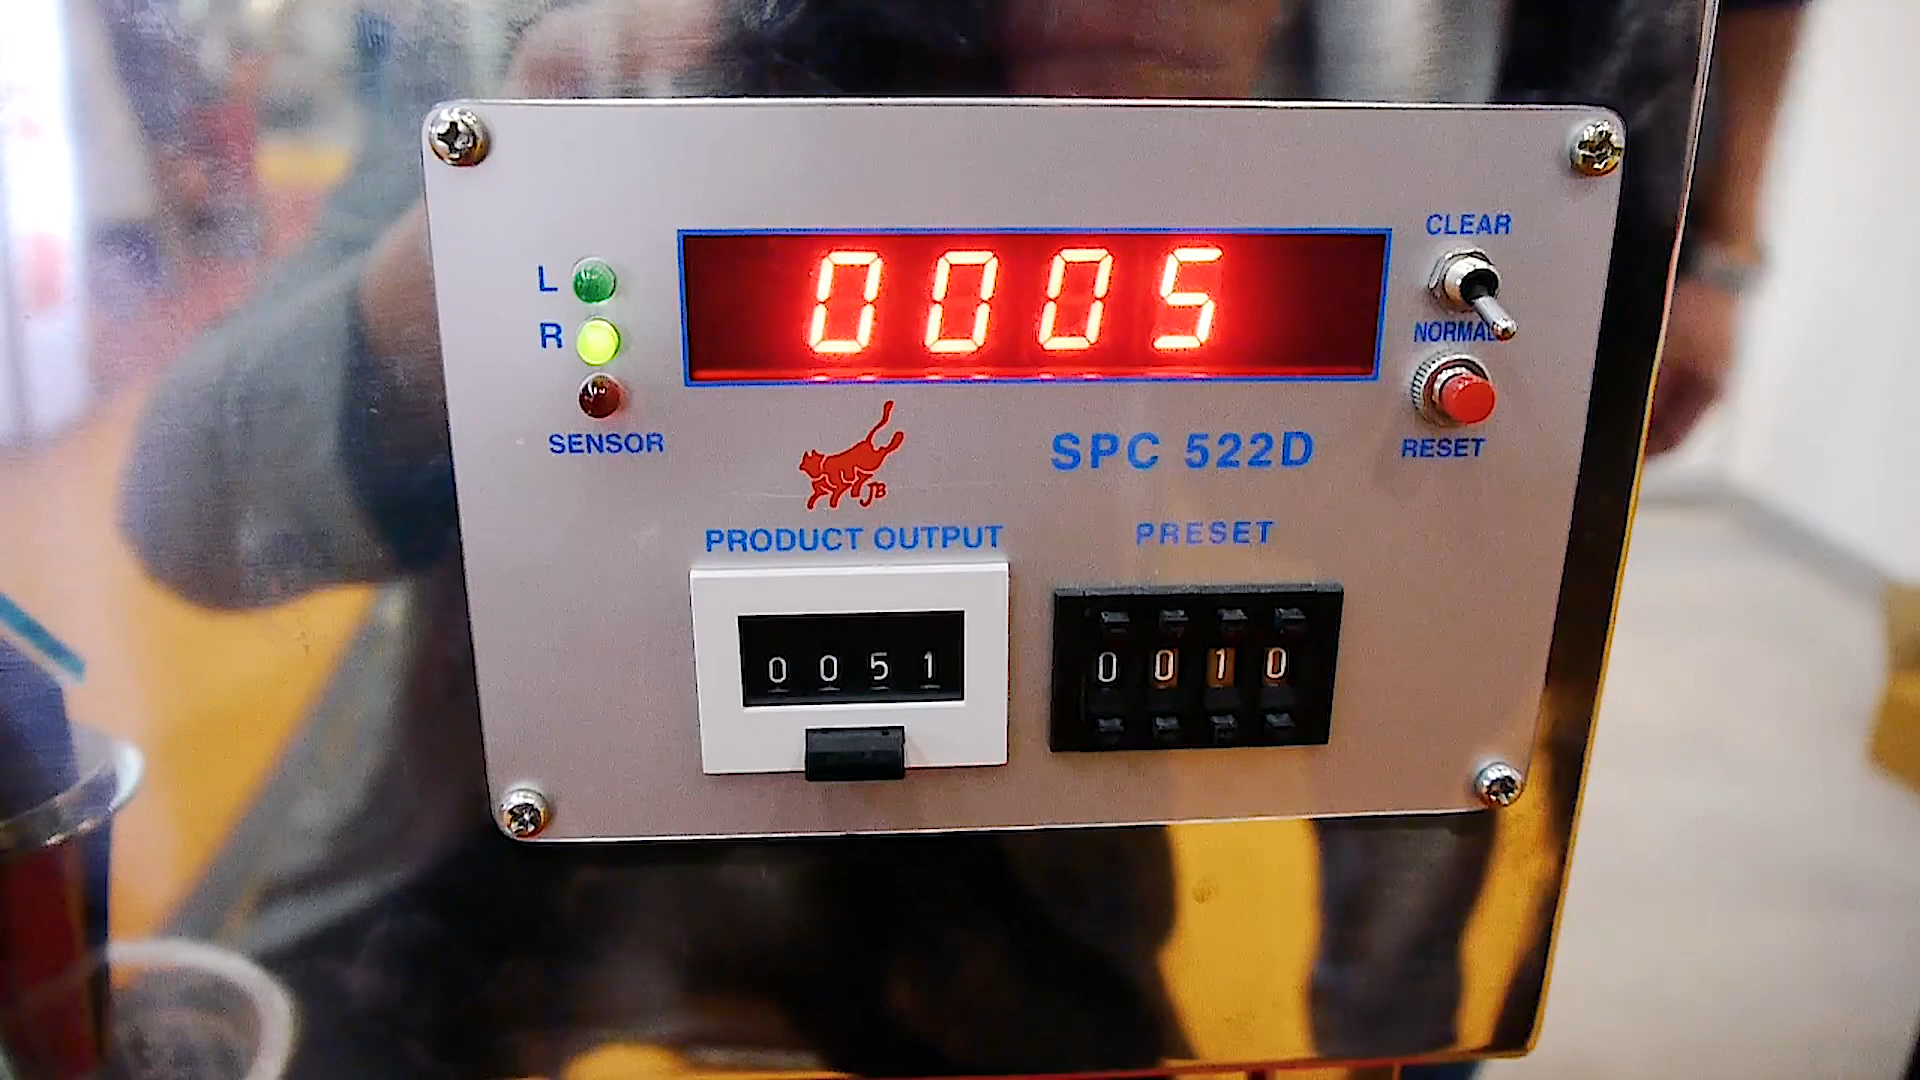 CLEAR
0005
L
R
NORMAL
SENSOR
SPC 522D
RESET
JB
PRODUCT OUTPUT
PRESET
0051
0010